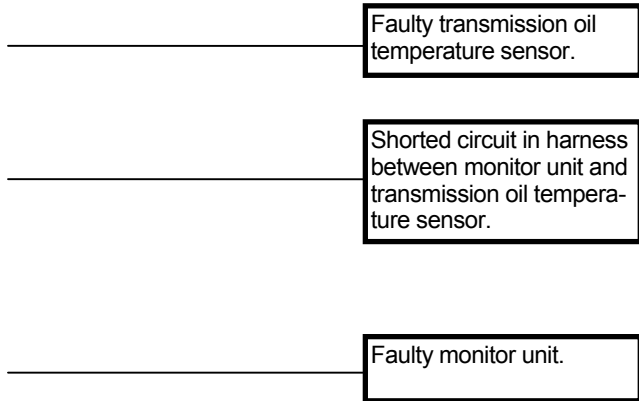 Faulty transmission oil
temperature sensor.
Shorted circuit in harness
between monitor unit and
transmission oil tempera-
ture sensor.
Faulty monitor unit.